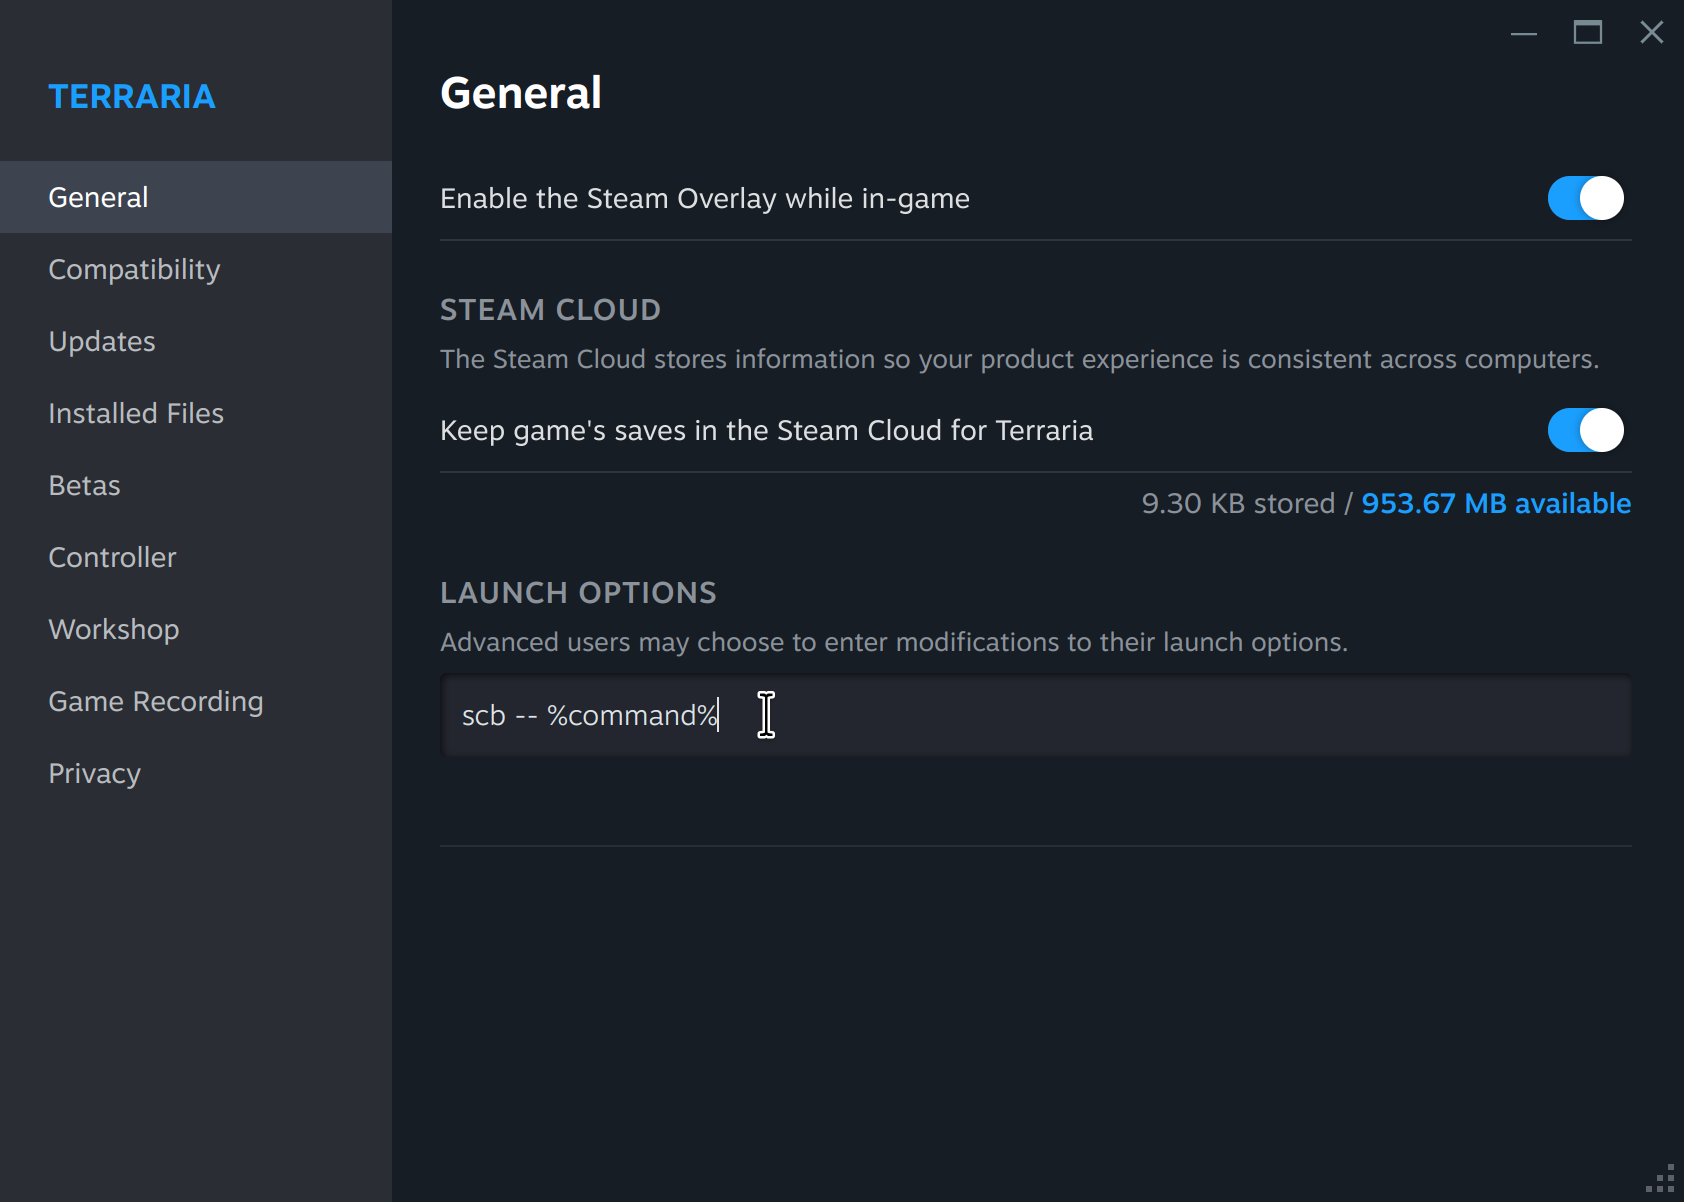 TERRARIA
General
Compatibility
Updates
Installed Files
Betas
Controller
Workshop
Game Recording
Privacy
General
Enable the Steam Overlay while in-game
STEAM CLOUD
The Steam Cloud stores information so your product experience is consistent across computers.
Keep game's saves in the Steam Cloud for Terraria
9.30 KB stored / 953.67 MB available
LAUNCH OPTIONS
Advanced users may choose to enter modifications to their launch options.
scb -- %command%